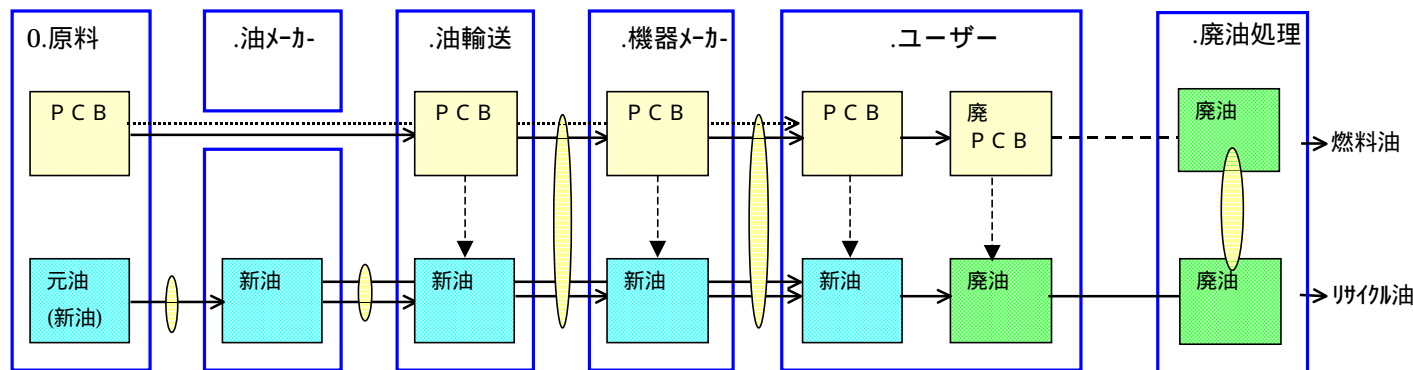 0.原料
.油ﾒｰｶｰ
.油輸送
.機器ﾒｰｶｰ
.ユーザー
.廃油処理
ＰＣＢ
ＰＣＢ
ＰＣＢ
ＰＣＢ
廃
ＰＣＢ
廃油
燃料油
元油
(新油)
新油
新油
新油
新油
廃油
廃油
ﾘｻｲｸﾙ油